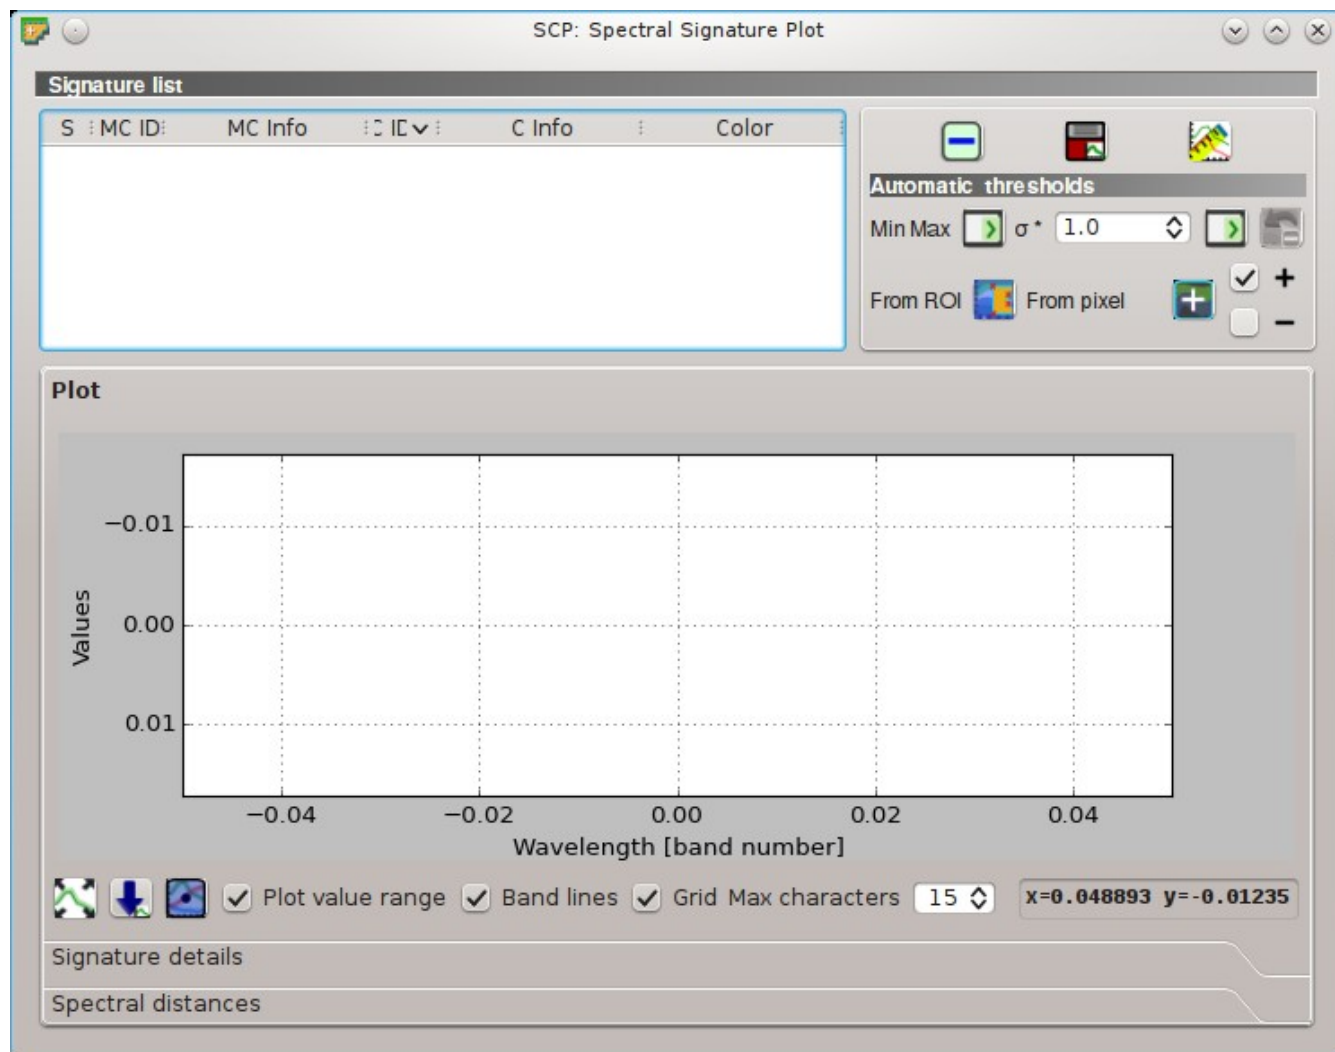 SCP: Spectral Signature Plot
Signature list
S MC ID MC Info C ID C Info Color
Automatic thresholds
Min Max σ * 1.0
From ROI From pixel +
−
Plot
−0.01
0.00
0.01
Values
−0.04 −0.02 0.00 0.02 0.04
Wavelength [band number]
Plot value range Band lines Grid Max characters 15 x=0.048893 y=-0.01235
Signature details
Spectral distances